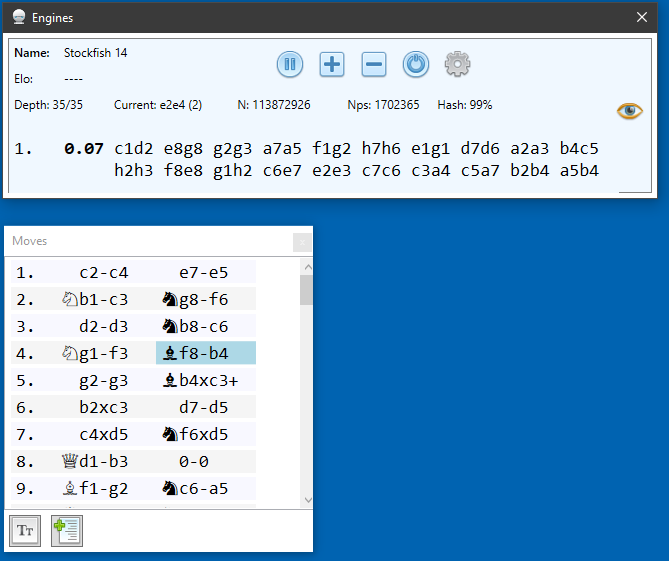 Engines
Name: Stockfish 14
Elo: ----
Depth: 35/35 Current: e2e4 (2) N: 113872926 Nps: 1702365 Hash: 99%
1. 0.07 c1d2 e8g8 g2g3 a7a5 f1g2 h7h6 e1g1 d7d6 a2a3 b4c5
h2h3 f8e8 g1h2 c6e7 e2e3 c7c6 c3a4 c5a7 b2b4 a5b4
Moves
1. c2-c4 e7-e5
2. ♘b1-c3 ♞g8-f6
3. d2-d3 ♞b8-c6
4. ♘g1-f3 ♝f8-b4
5. g2-g3 ♝b4xc3+
6. b2xc3 d7-d5
7. c4xd5 ♞f6xd5
8. ♕d1-b3 0-0
9. ♗f1-g2 ♞c6-a5
TT